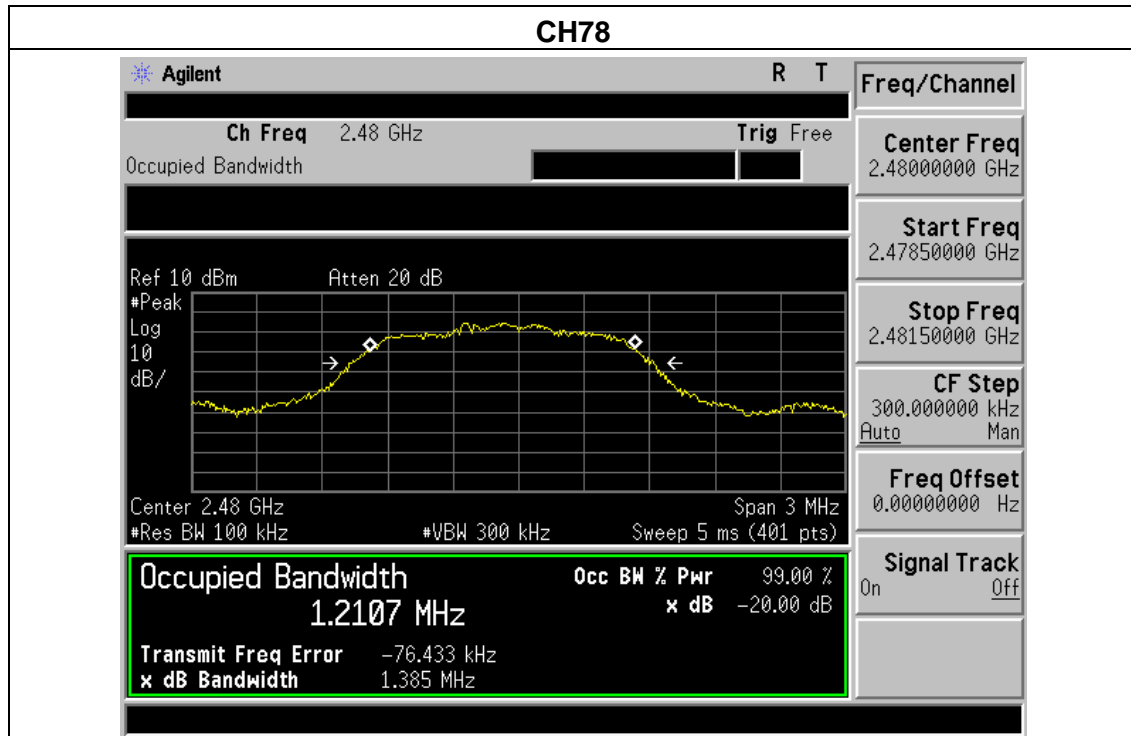 CH78
Agilent R T
Ch Freq 2.48 GHz Trig Free
Occupied Bandwidth
Ref 10 dBm Atten 20 dB
#Peak
Log
10
dB/
Center 2.48 GHz Span 3 MHz
#Res BW 100 kHz #VBW 300 kHz Sweep 5 ms (401 pts)
Occupied Bandwidth Occ BW % Pwr 99.00 %
1.2107 MHz x dB -20.00 dB
Transmit Freq Error -76.433 kHz
x dB Bandwidth 1.385 MHz
Freq/Channel
Center Freq
2.48000000 GHz
Start Freq
2.47850000 GHz
Stop Freq
2.48150000 GHz
CF Step
300.000000 kHz
Auto Man
Freq Offset
0.00000000 Hz
Signal Track
On Off